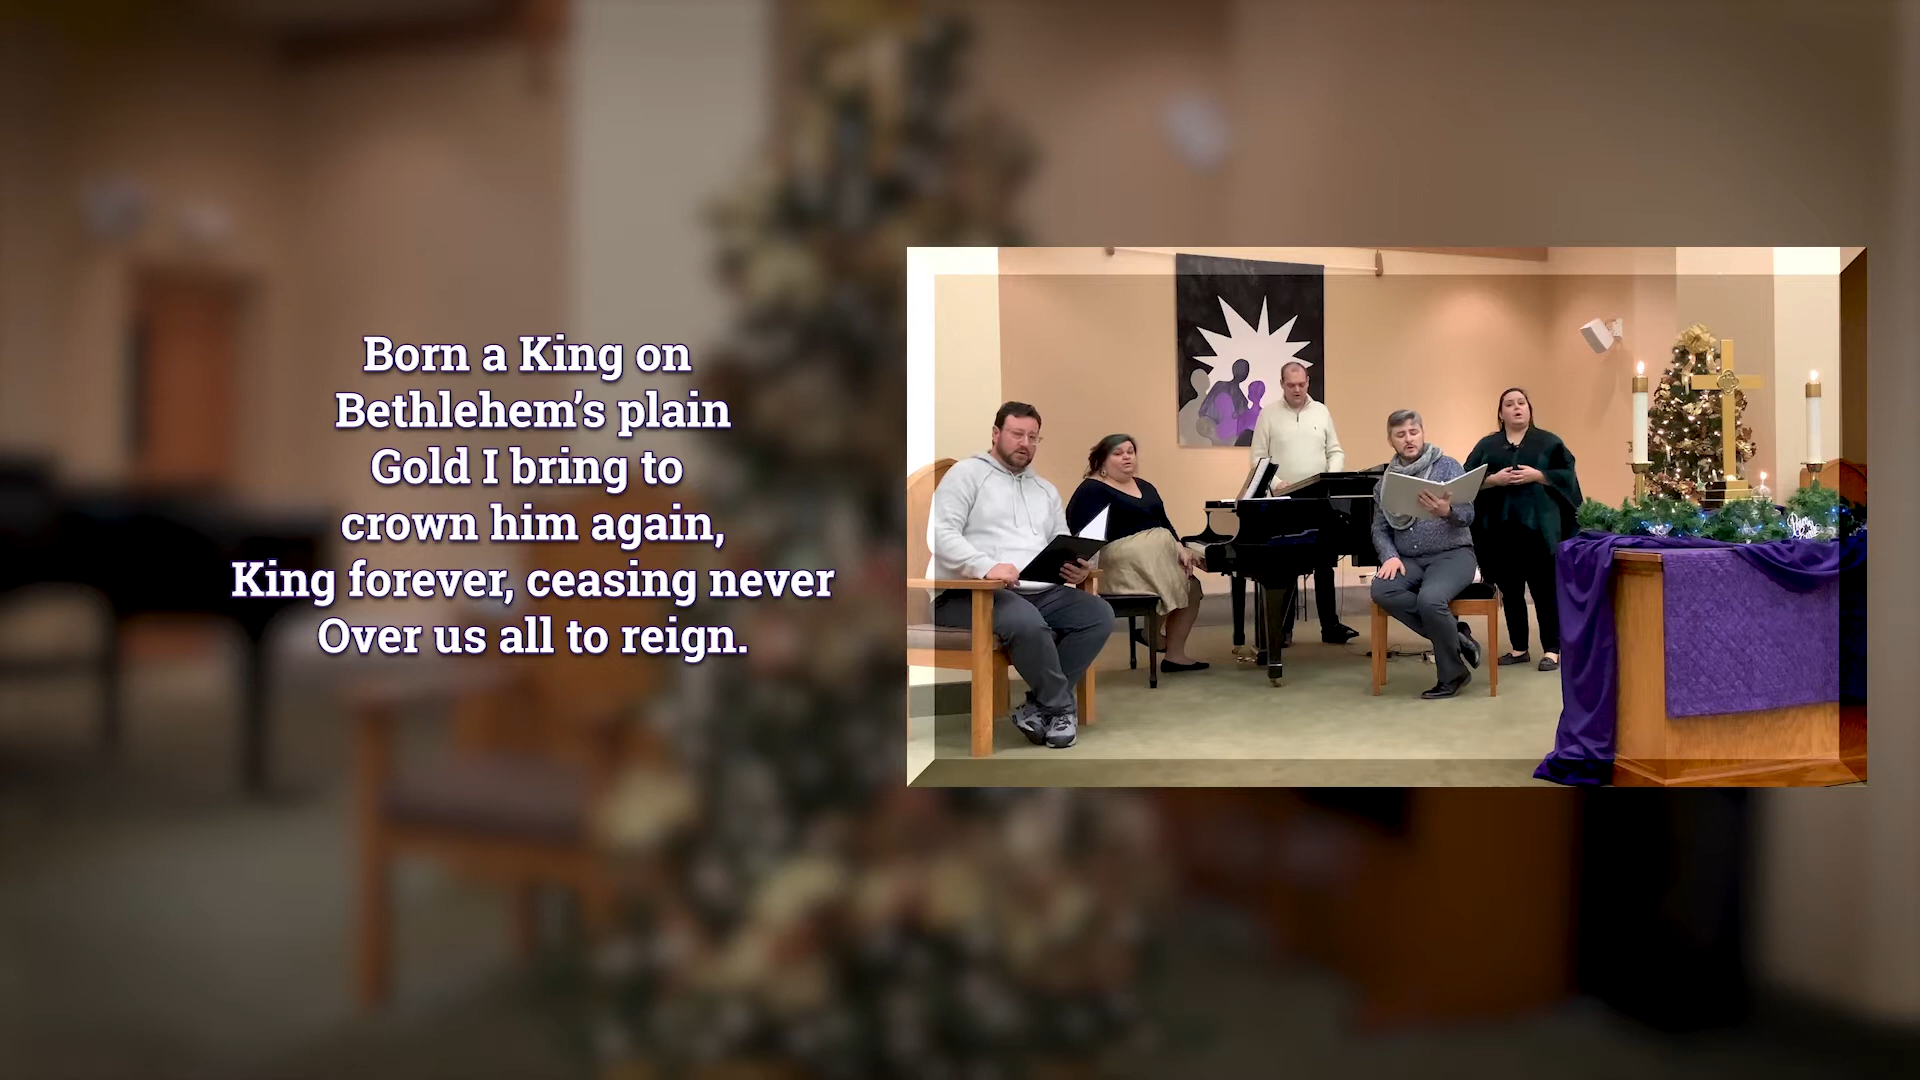 Born a King on
Bethlehem’s plain
Gold I bring to
crown him again,
King forever, ceasing never
Over us all to reign.